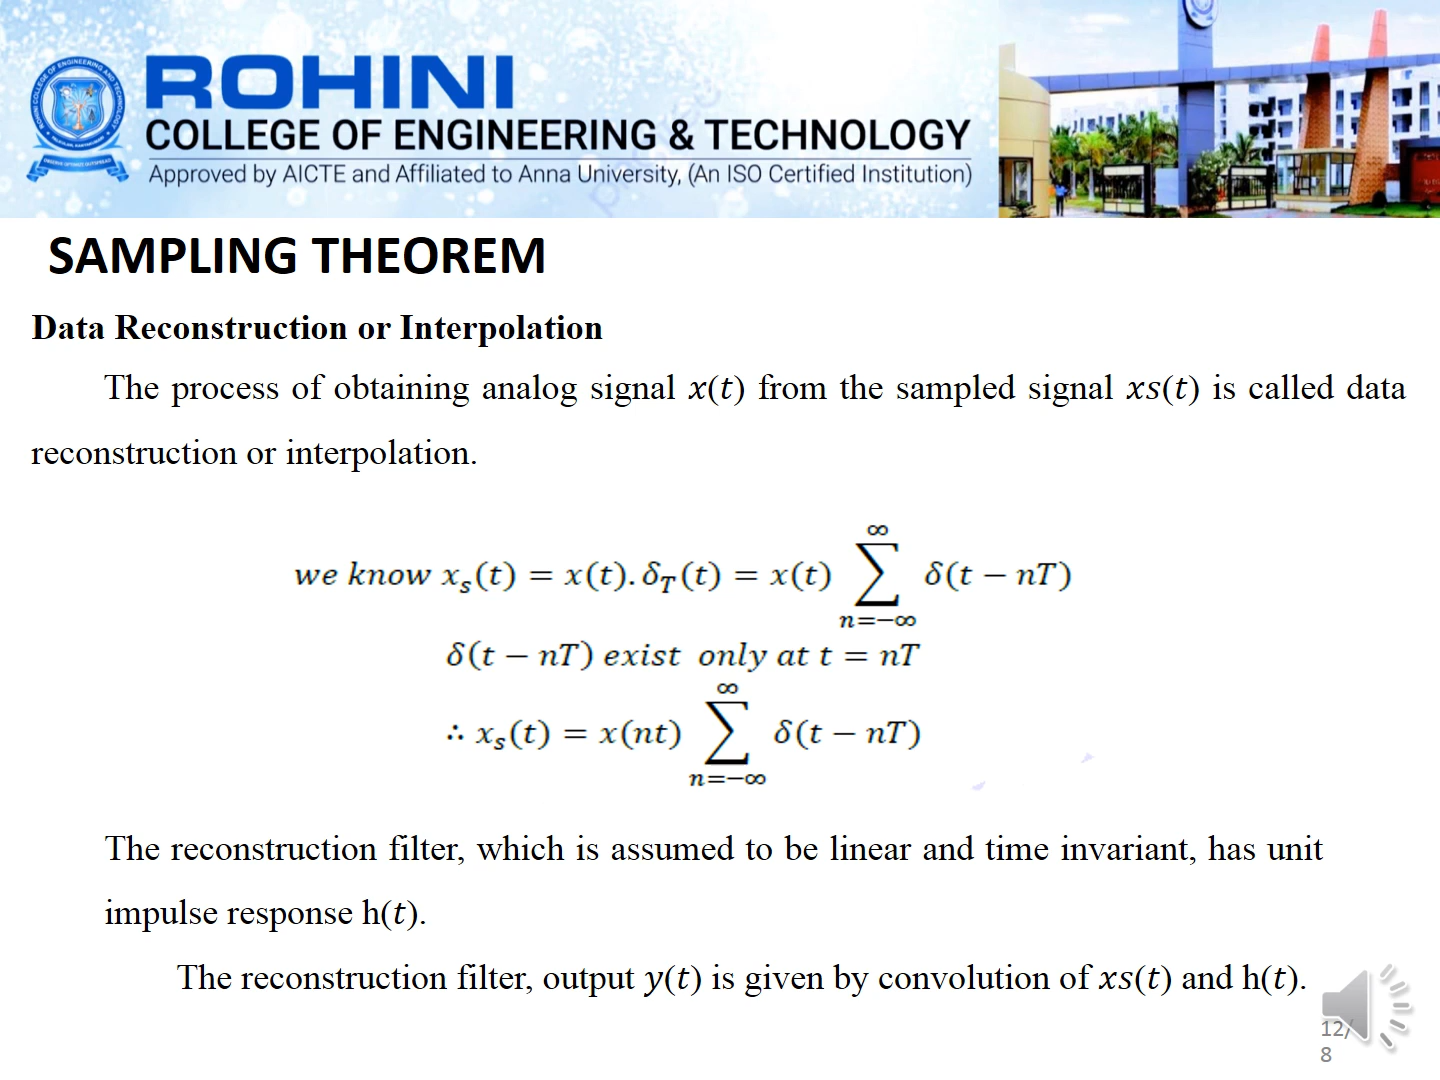 ROHINI
COLLEGE OF ENGINEERING & TECHNOLOGY
Approved by AICTE and Affiliated to Anna University, (An ISO Certified Institution)
SAMPLING THEOREM
Data Reconstruction or Interpolation
The process of obtaining analog signal x(t) from the sampled signal xs(t) is called data
reconstruction or interpolation.
we know xₛ(t) = x(t). δ_T(t) = x(t) ∑_{n=−∞}^{∞} δ(t − nT)
δ(t − nT) exist only at t = nT
∴ xₛ(t) = x(nt) ∑_{n=−∞}^{∞} δ(t − nT)
The reconstruction filter, which is assumed to be linear and time invariant, has unit
impulse response h(t).
The reconstruction filter, output y(t) is given by convolution of xs(t) and h(t).
12/
8